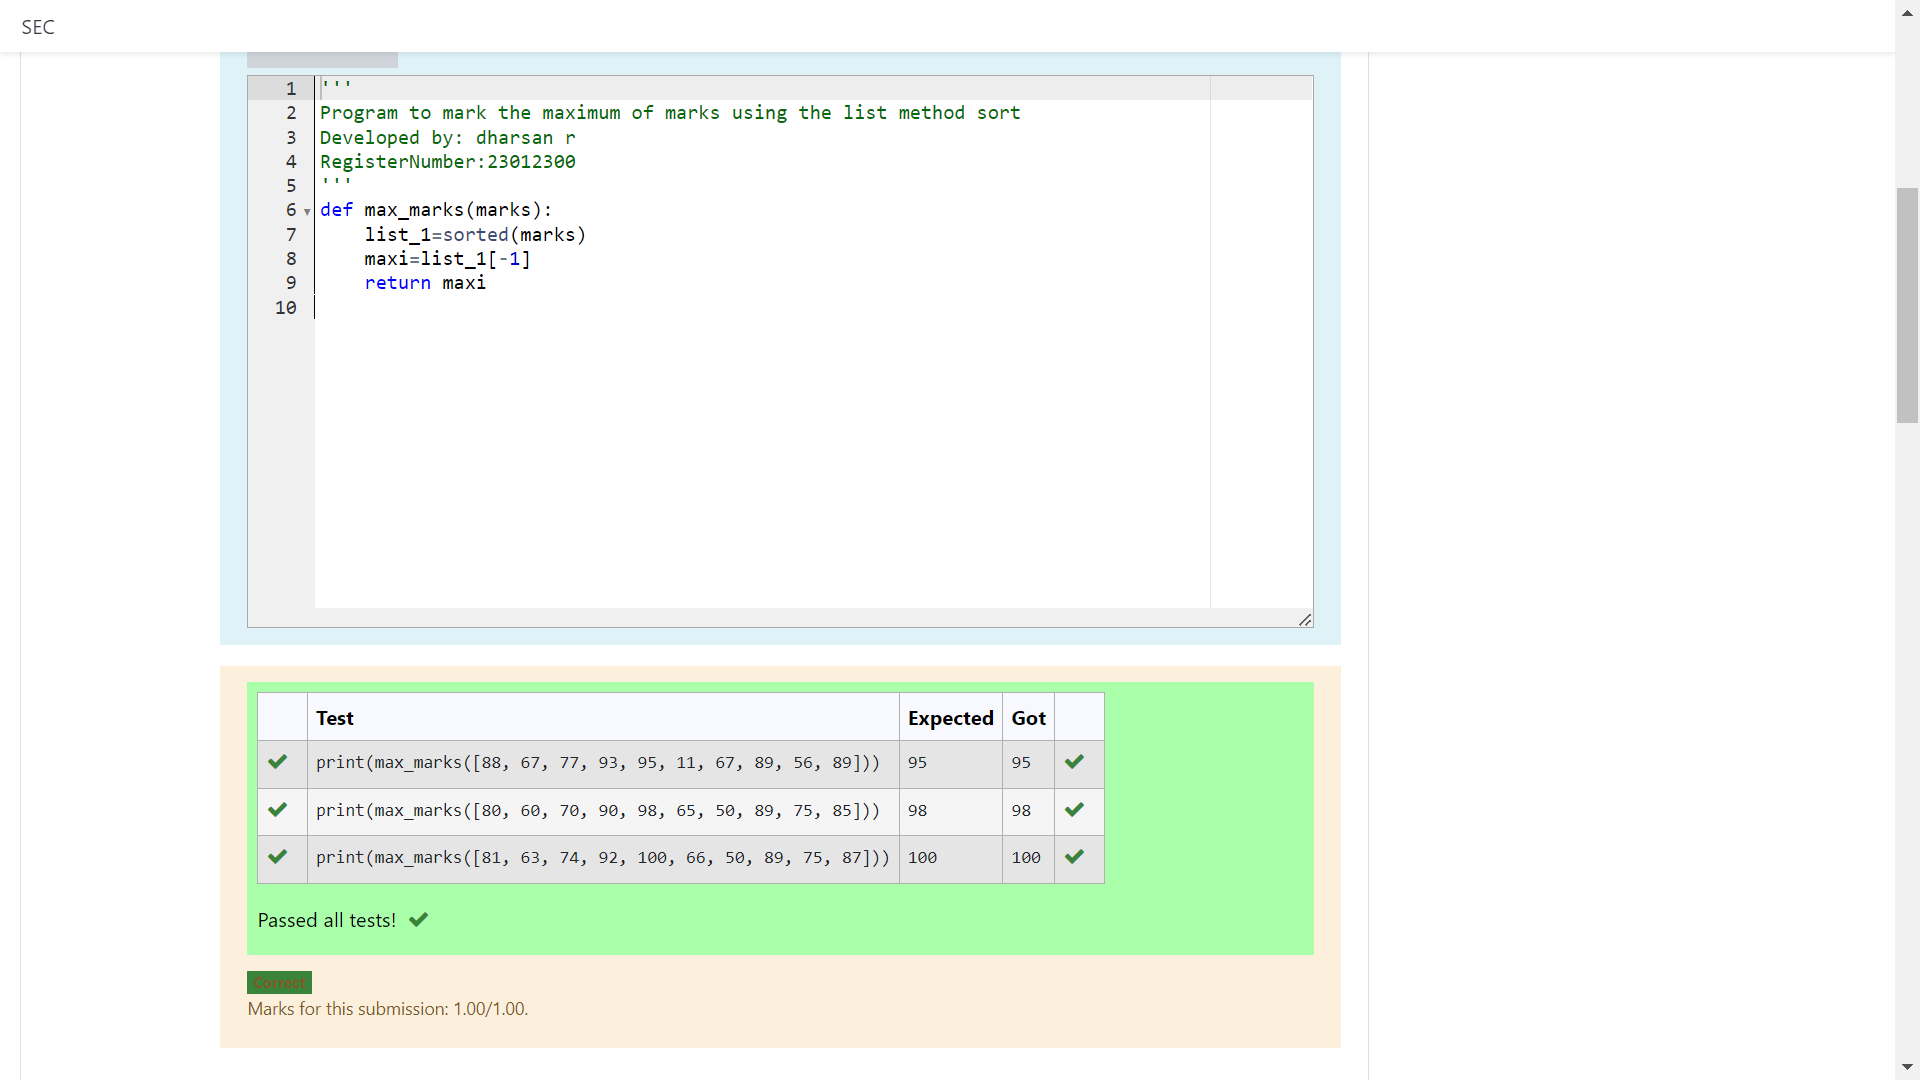 SEC
1 '''
2 Program to mark the maximum of marks using the list method sort
3 Developed by: dharsan r
4 RegisterNumber:23012300
5 '''
6 def max_marks(marks):
7     list_1=sorted(marks)
8     maxi=list_1[-1]
9     return maxi
10
Test Expected Got
print(max_marks([88, 67, 77, 93, 95, 11, 67, 89, 56, 89])) 95 95
print(max_marks([80, 60, 70, 90, 98, 65, 50, 89, 75, 85])) 98 98
print(max_marks([81, 63, 74, 92, 100, 66, 50, 89, 75, 87])) 100 100
Passed all tests!
Correct
Marks for this submission: 1.00/1.00.